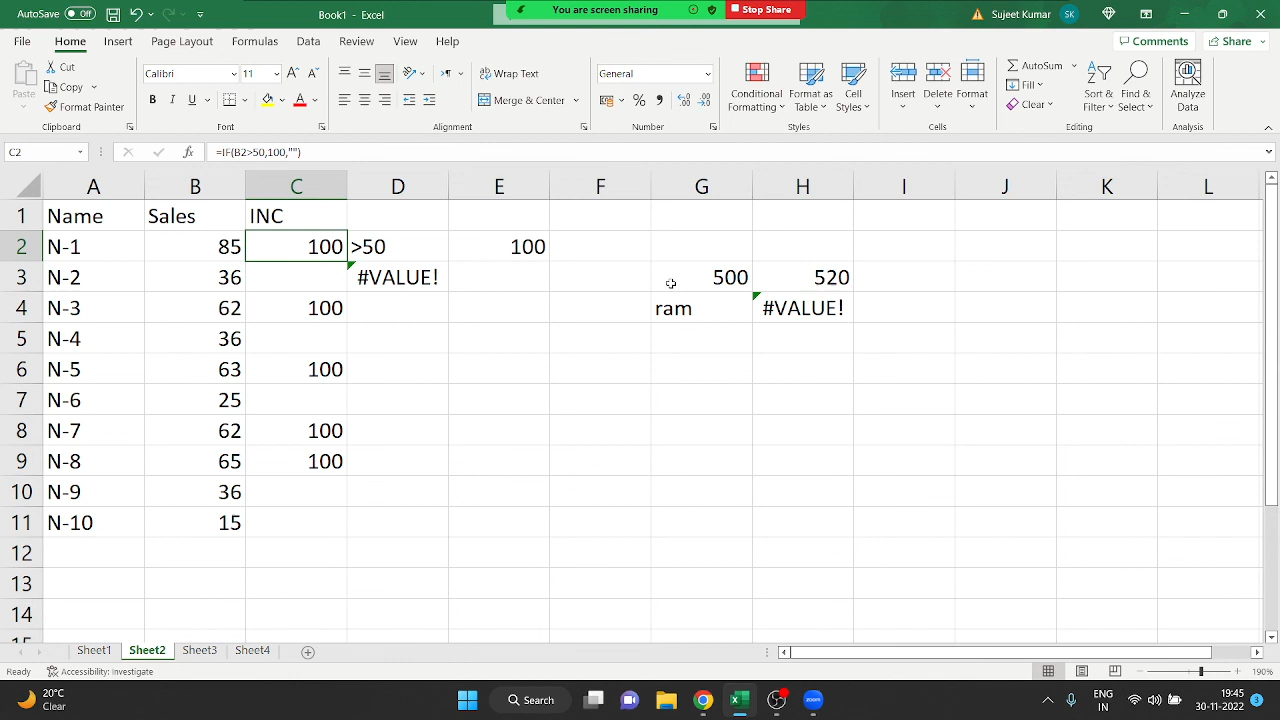 AutoSave Off Book1 - Excel You are screen sharing Stop Share Sujeet Kumar SK
File Home Insert Page Layout Formulas Data Review View Help Comments Share
Paste Cut Copy Format Painter
Clipboard
Calibri 11 A A B I U A
Font
Wrap Text Merge & Center
Alignment
General % ,
Number
Conditional Formatting Format as Table Cell Styles
Styles
Insert Delete Format
Cells
AutoSum Fill Clear Sort & Filter Find & Select
Editing
Analyze Data
Analysis
C2 fx =IF(B2>50,100,"")
A B C D E F G H I J K L
1 Name Sales INC
2 N-1 85 100 >50 100
3 N-2 36 #VALUE! 500 520
4 N-3 62 100 ram #VALUE!
5 N-4 36
6 N-5 63 100
7 N-6 25
8 N-7 62 100
9 N-8 65 100
10 N-9 36
11 N-10 15
12
13
14
15
Sheet1 Sheet2 Sheet3 Sheet4
Ready Accessibility: Investigate 190%
20°C
Clear
Search
zoom
ENG
IN
19:45
30-11-2022
3